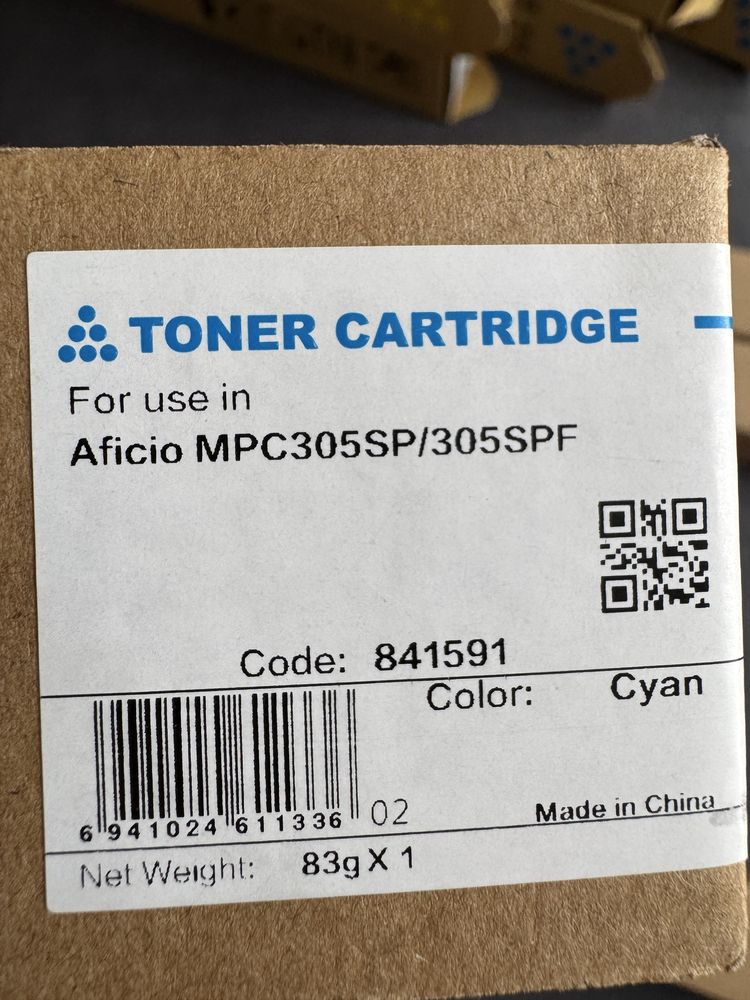 TONER CARTRIDGE
For use in
Aficio MPC305SP/305SPF
Code: 841591
Color: Cyan
6 941024 611336 02
Made in China
Net Weight: 83g X 1